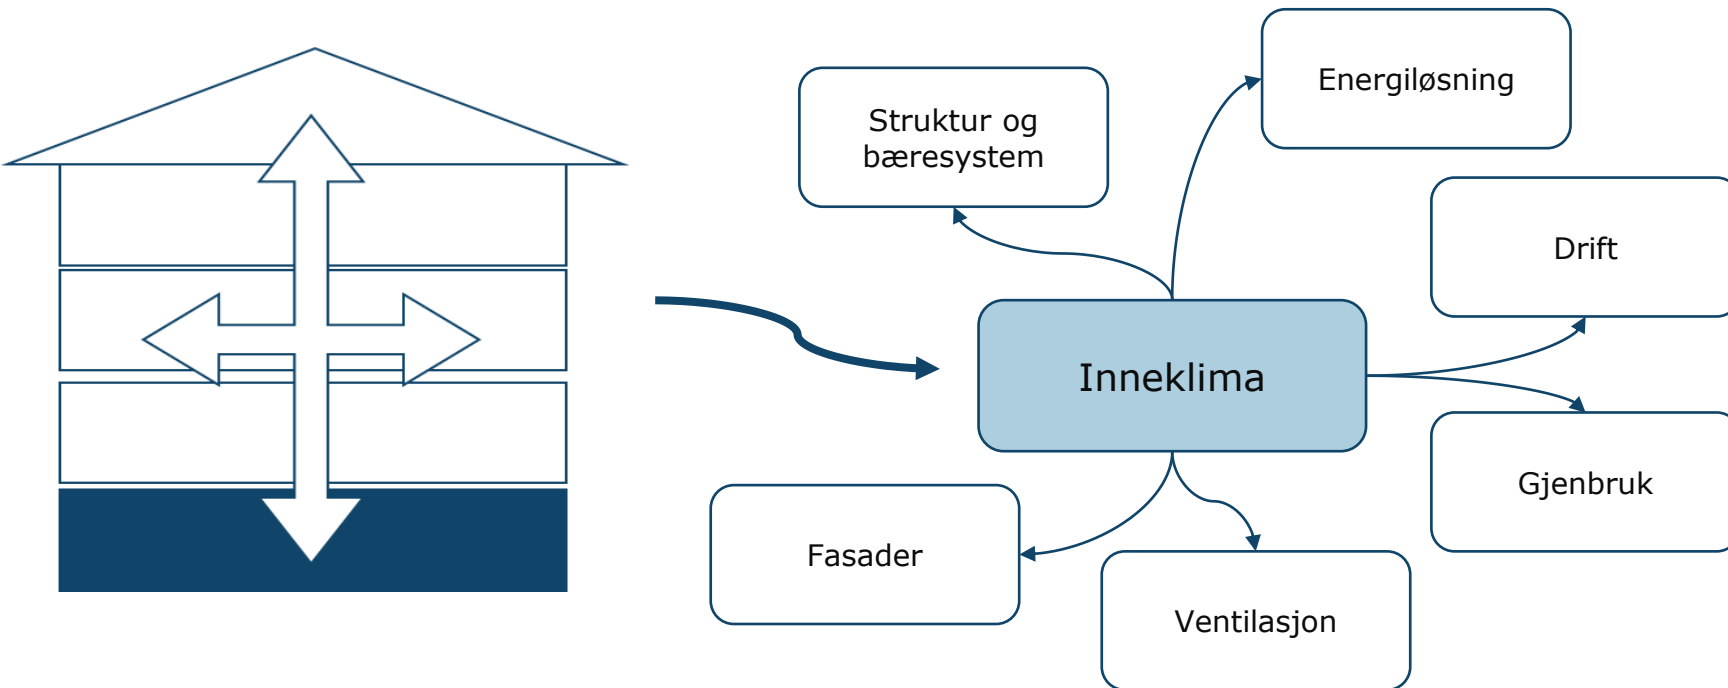 Energiløsning
Struktur og
bæresystem
Drift
Inneklima
Gjenbruk
Fasader
Ventilasjon